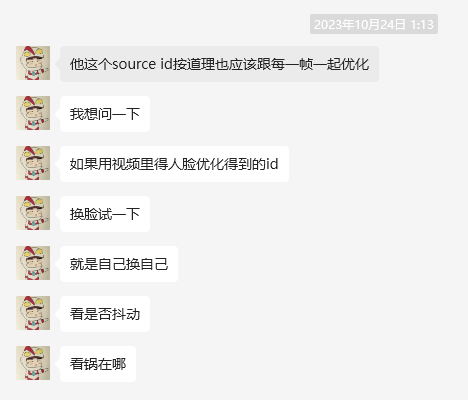 2023年10月24日 1:13
他这个source id按道理也应该跟每一帧一起优化
我想问一下
如果用视频里得人脸优化得到的id
换脸试一下
就是自己换自己
看是否抖动
看锅在哪